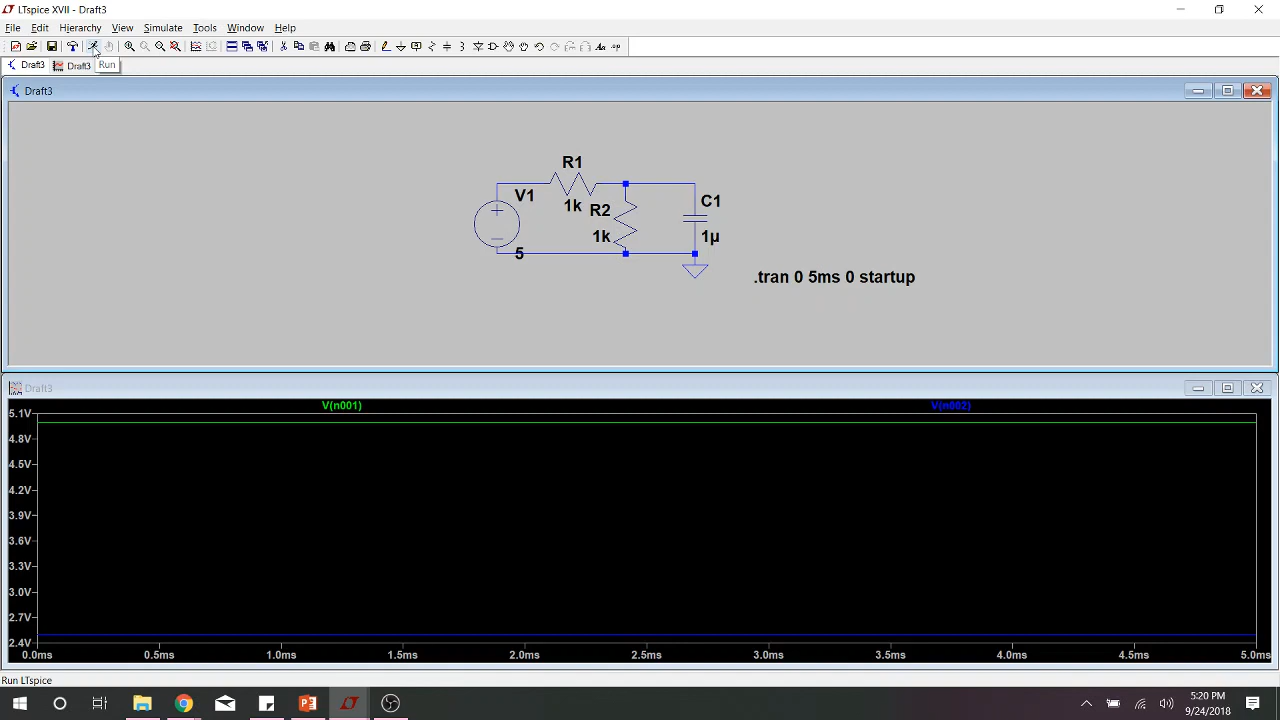 LTspice XVII - Draft3
File Edit Hierarchy View Simulate Tools Window Help
Draft3 Draft3 Run
Draft3
R1
V1
1k
R2
1k
C1
1µ
5
.tran 0 5ms 0 startup
Draft3
V(n001) V(n002)
5.1V
4.8V
4.5V
4.2V
3.9V
3.6V
3.3V
3.0V
2.7V
2.4V
0.0ms 0.5ms 1.0ms 1.5ms 2.0ms 2.5ms 3.0ms 3.5ms 4.0ms 4.5ms 5.0ms
Run LTspice
5:20 PM
9/24/2018